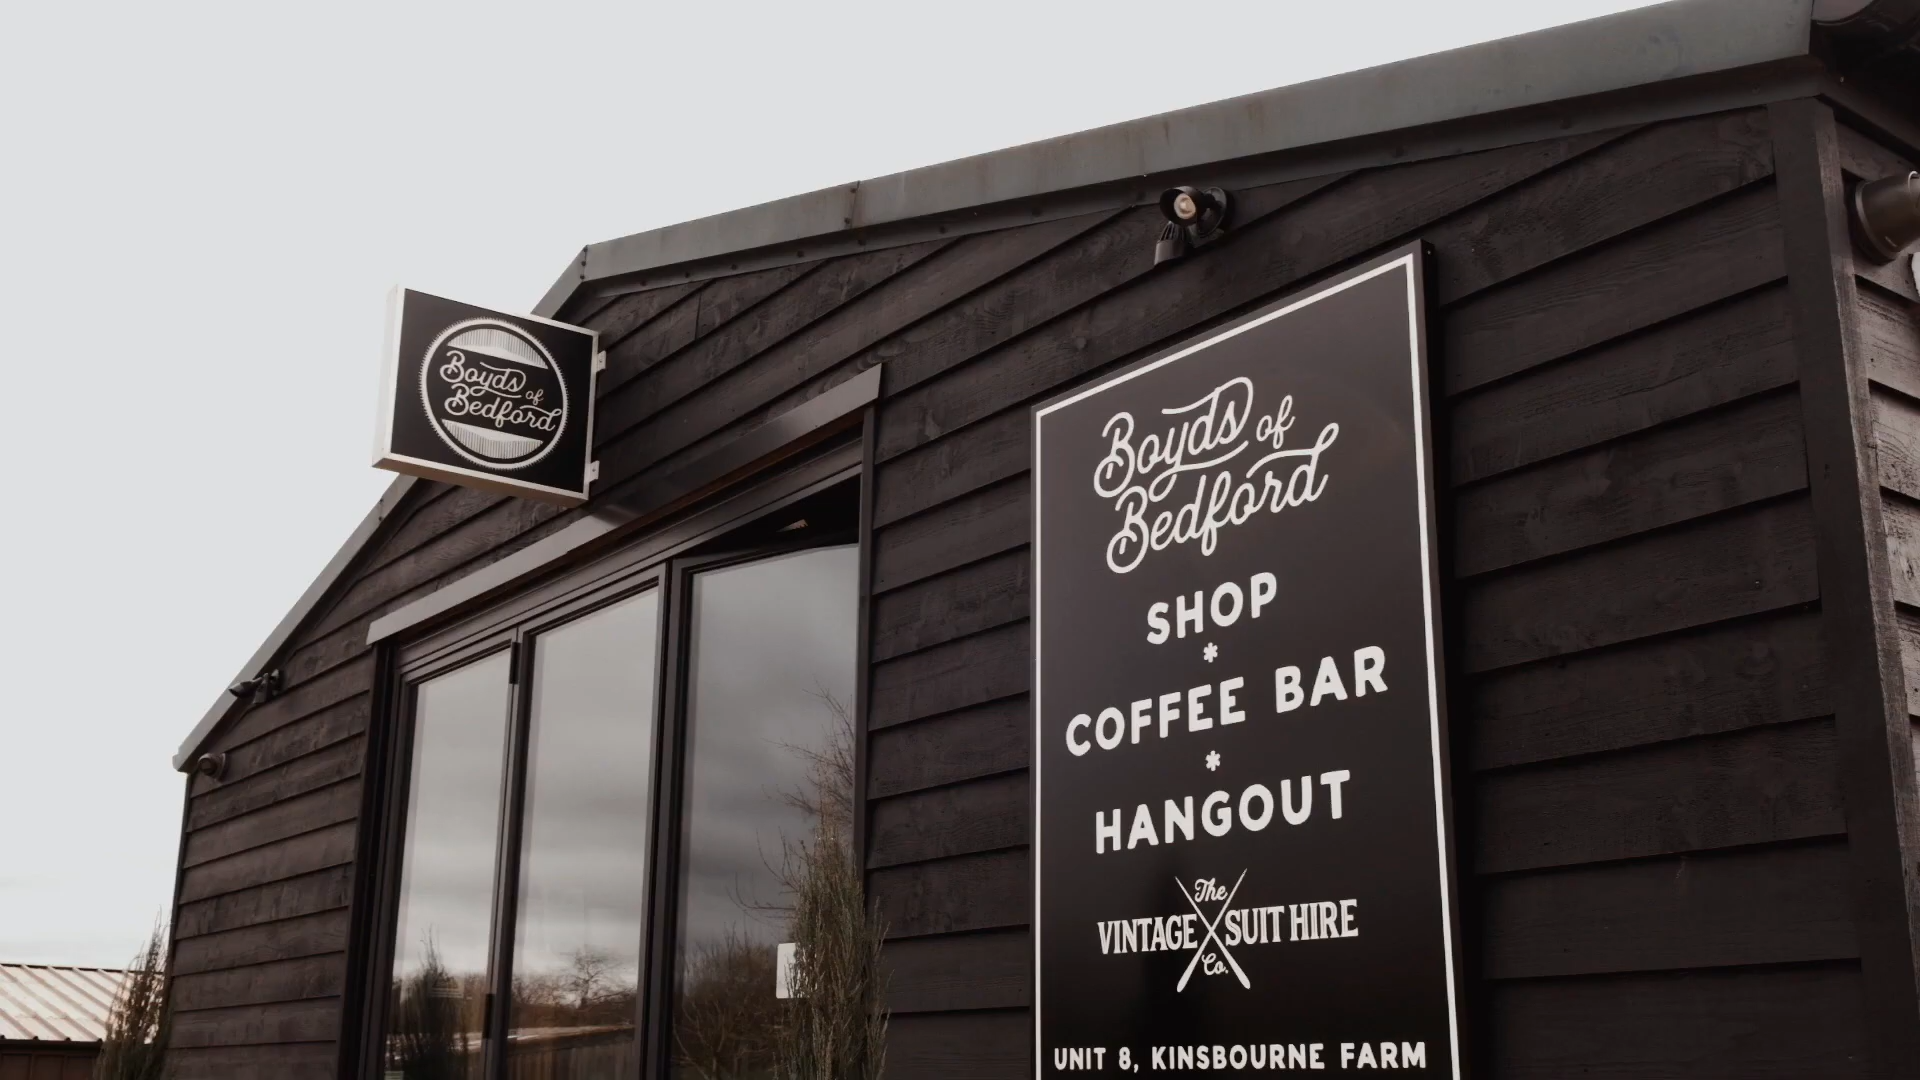 Boyds of
Bedford
Boyds of
Bedford
SHOP
*
COFFEE BAR
*
HANGOUT
The
VINTAGE SUIT HIRE
Co.
UNIT 8, KINSBOURNE FARM